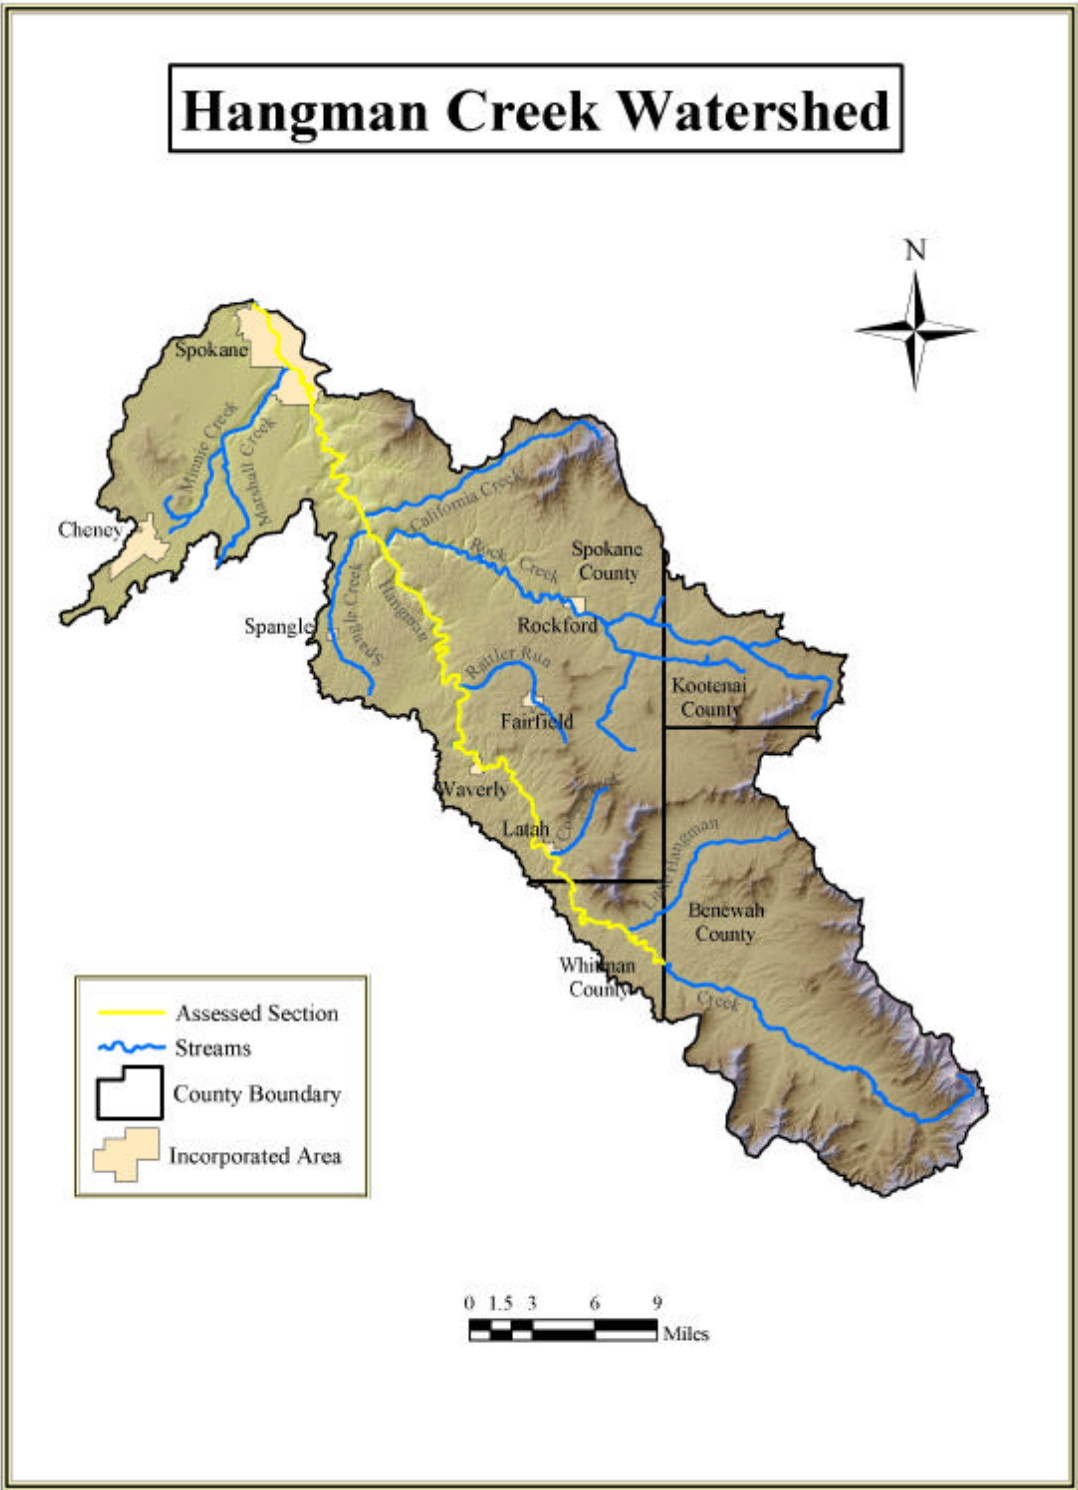 Hangman Creek Watershed
N
Spokane
Minnie Creek
Marshall Creek
California Creek
Cheney
Rock Creek
Spokane
County
Spangle Creek
Hangman
Spangle
Rockford
Rattler Run
Kootenai
County
Fairfield
Waverly
Creek
Latah
Little Hangman
Benewah
County
Whitman
County
Creek
Assessed Section
Streams
County Boundary
Incorporated Area
0 1.5 3 6 9
Miles